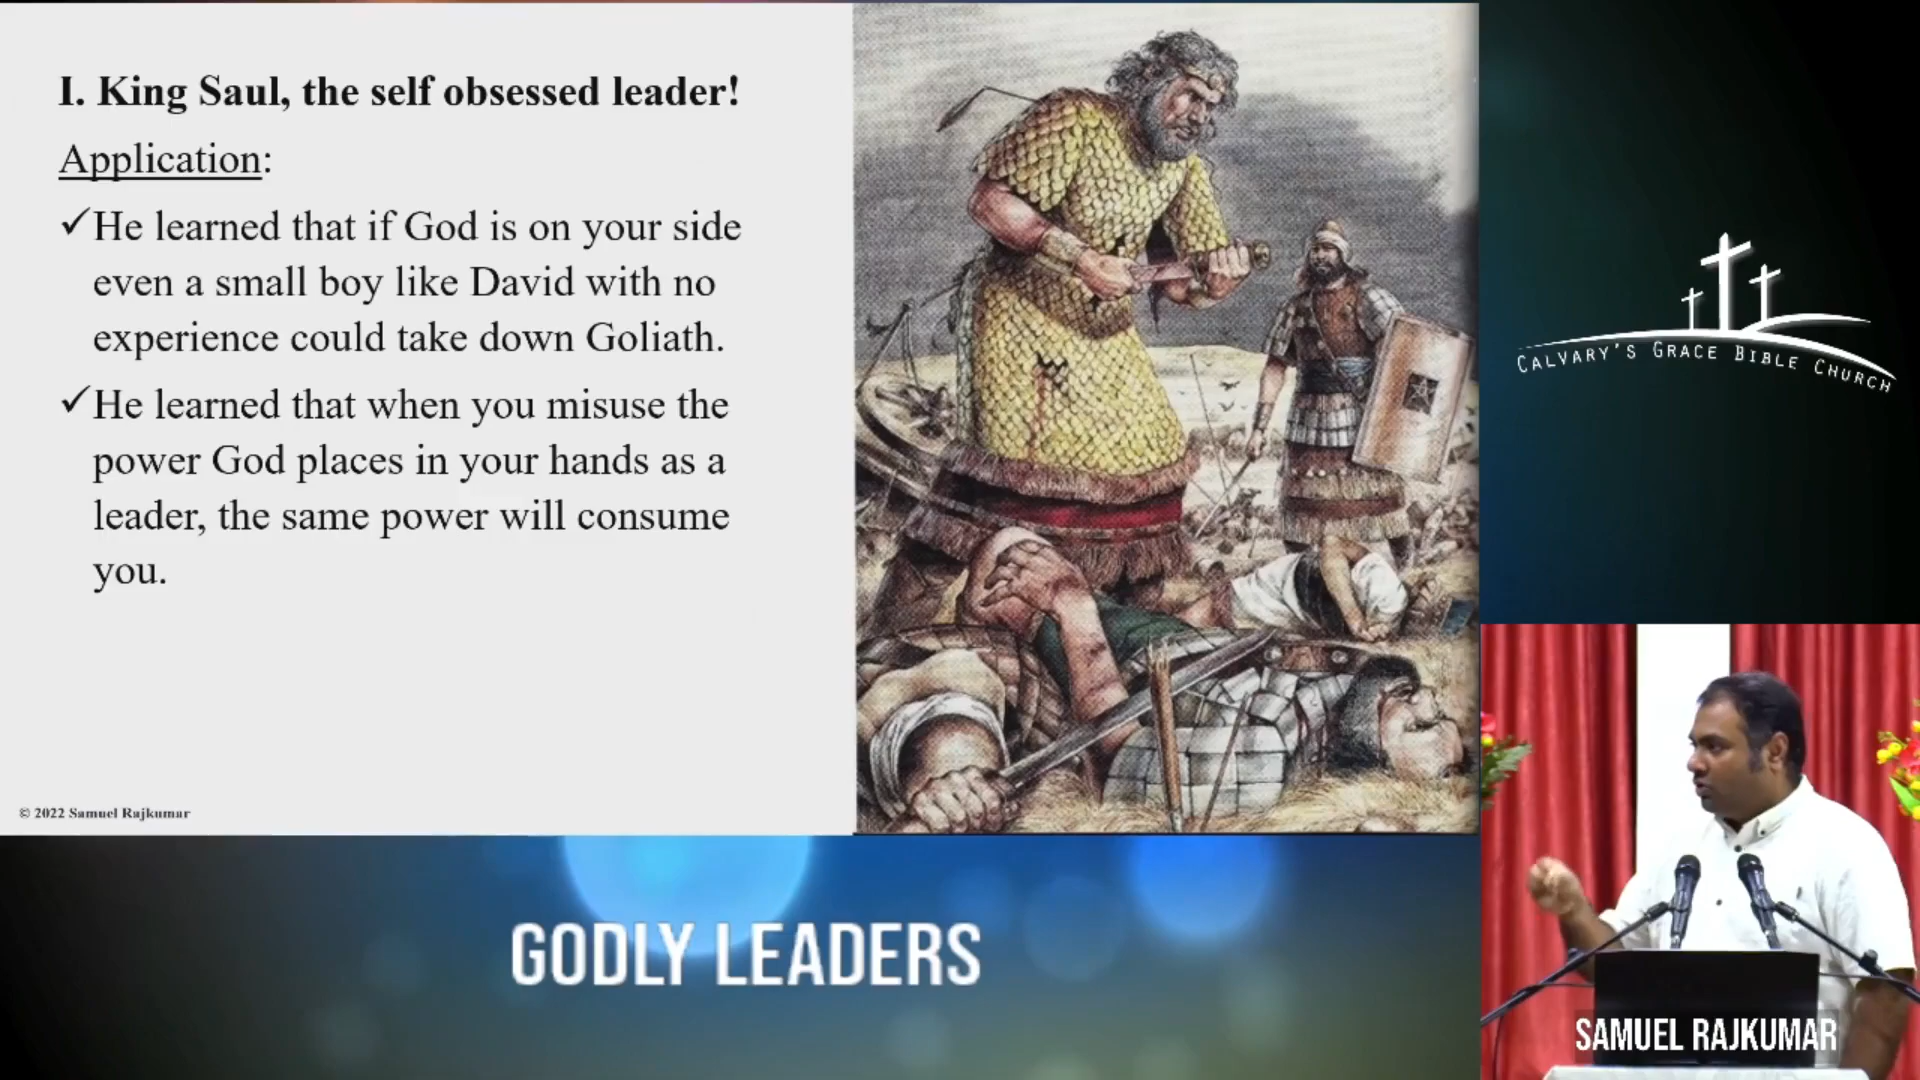 I. King Saul, the self obsessed leader!
Application:
✓He learned that if God is on your side
even a small boy like David with no
experience could take down Goliath.
✓He learned that when you misuse the
power God places in your hands as a
leader, the same power will consume
you.
© 2022 Samuel Rajkumar
CALVARY'S GRACE BIBLE CHURCH
GODLY LEADERS
SAMUEL RAJKUMAR